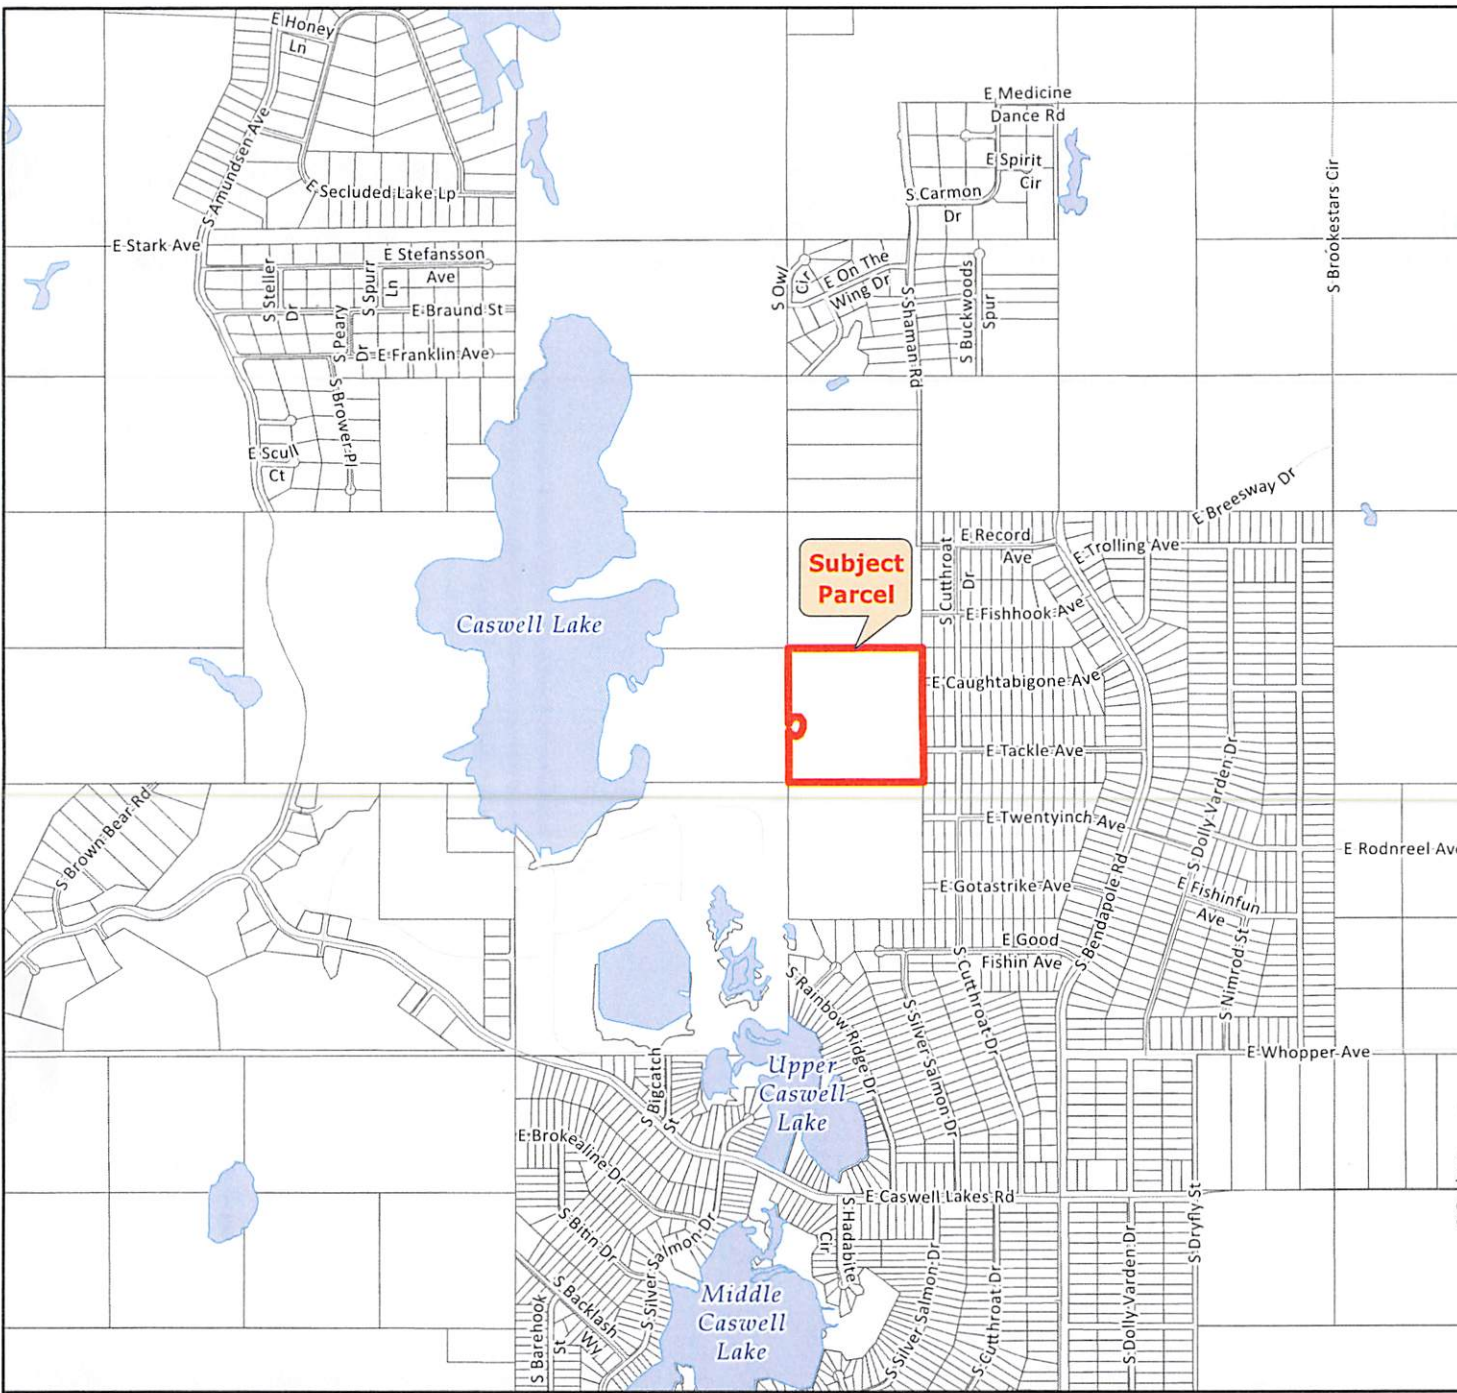 E Honey
Ln
S Amundsen Ave
E Secluded Lake Lp
E Stark Ave
E Stefansson
Ave
S Steller
Dr
S Spurr
Ln
E Braund St
S Peary
Dr
E Franklin Ave
S Brower Pl
E Scull
Ct
E Medicine
Dance Rd
E Spirit
Cir
S Carmon
Dr
S Owl
Cir
E On The
Wing Dr
S Shaman Rd
S Buckwoods
Spur
S Brookestars Cir
E Breesway Dr
Subject
Parcel
S Cutthroat
Dr
E Record
Ave
E Trolling Ave
E Fishhook Ave
Caswell Lake
E Caughtabigone Ave
E Tackle Ave
S Dolly Varden Dr
E Twentyinch Ave
E Rodnreel Ave
S Brown Bear Rd
E Gotastrike Ave
S Bendapole Rd
E Fishinfun
Ave
S Nimrod St
E Good
Fishin Ave
S Rainbow Ridge Dr
S Silver Salmon Dr
S Cutthroat Dr
E Whopper Ave
Upper
Caswell
Lake
S Bigcatch
St
E Brokealine Dr
E Caswell Lakes Rd
S Hadabite
Cir
S Bitin Dr
S Silver Salmon Dr
S Backlash
Wy
S Barehook
St
Middle
Caswell
Lake
S Silver Salmon Dr
S Cutthroat Dr
S Dolly Varden Dr
S Dryfly St